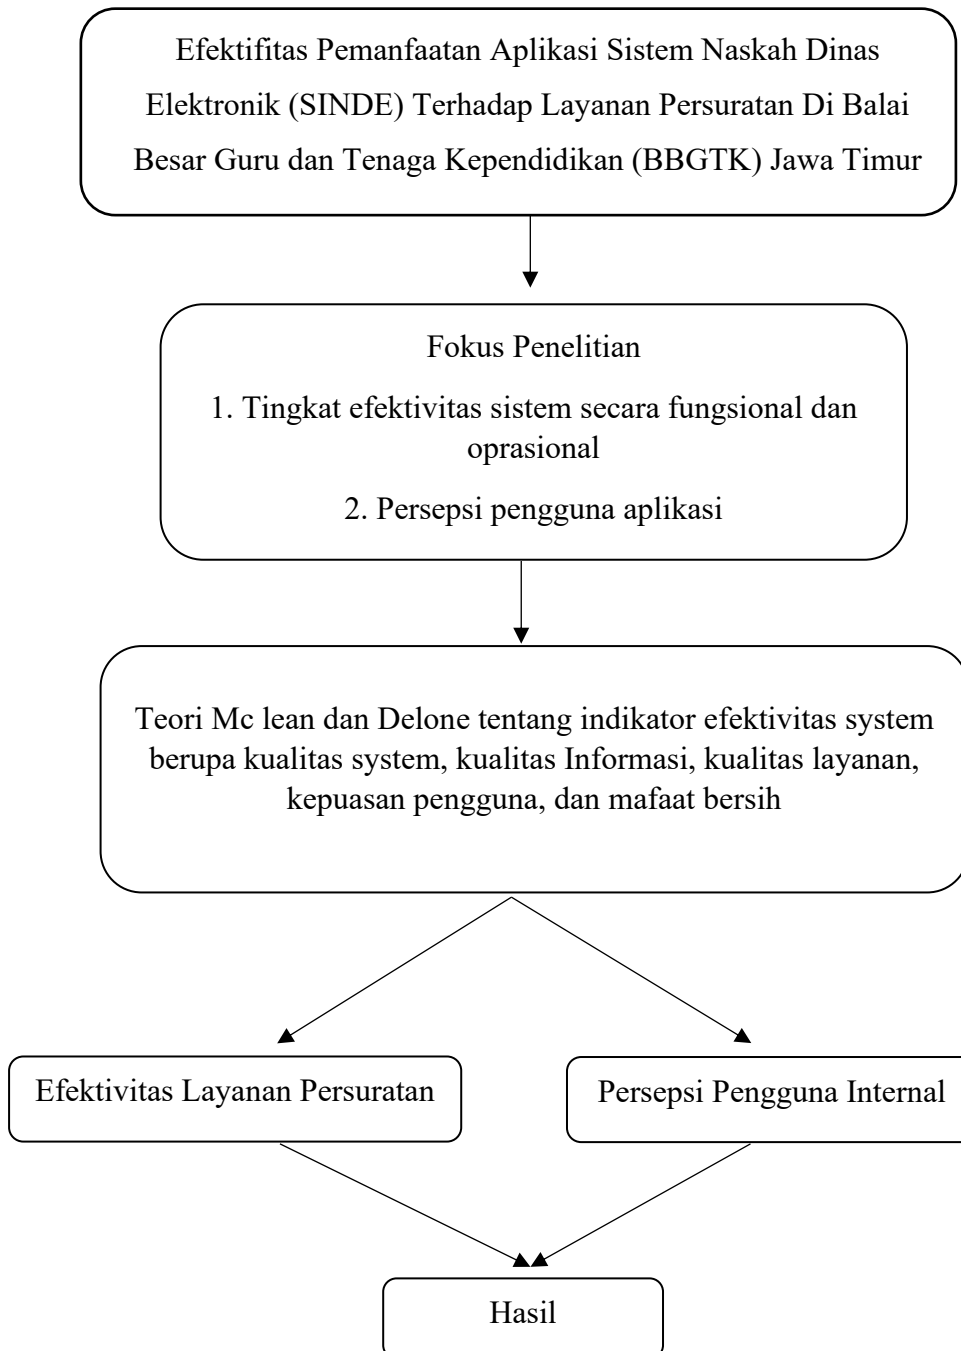 Efektifitas Pemanfaatan Aplikasi Sistem Naskah Dinas
Elektronik (SINDE) Terhadap Layanan Persuratan Di Balai
Besar Guru dan Tenaga Kependidikan (BBGTK) Jawa Timur
Fokus Penelitian
1. Tingkat efektivitas sistem secara fungsional dan
oprasional
2. Persepsi pengguna aplikasi
Teori Mc lean dan Delone tentang indikator efektivitas system
berupa kualitas system, kualitas Informasi, kualitas layanan,
kepuasan pengguna, dan mafaat bersih
Efektivitas Layanan Persuratan
Persepsi Pengguna Internal
Hasil